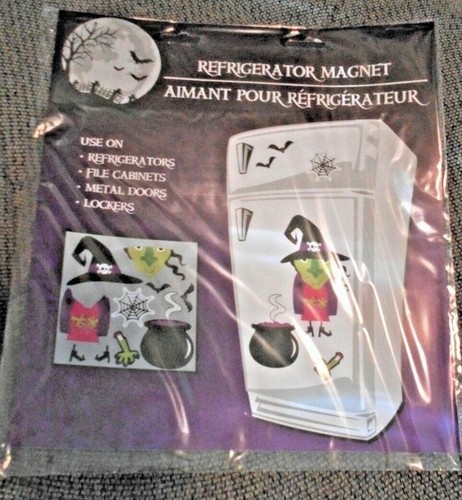 REFRIGERATOR MAGNET
AIMANT POUR RÉFRIGÉRATEUR
USE ON
• REFRIGERATORS
• FILE CABINETS
• METAL DOORS
• LOCKERS